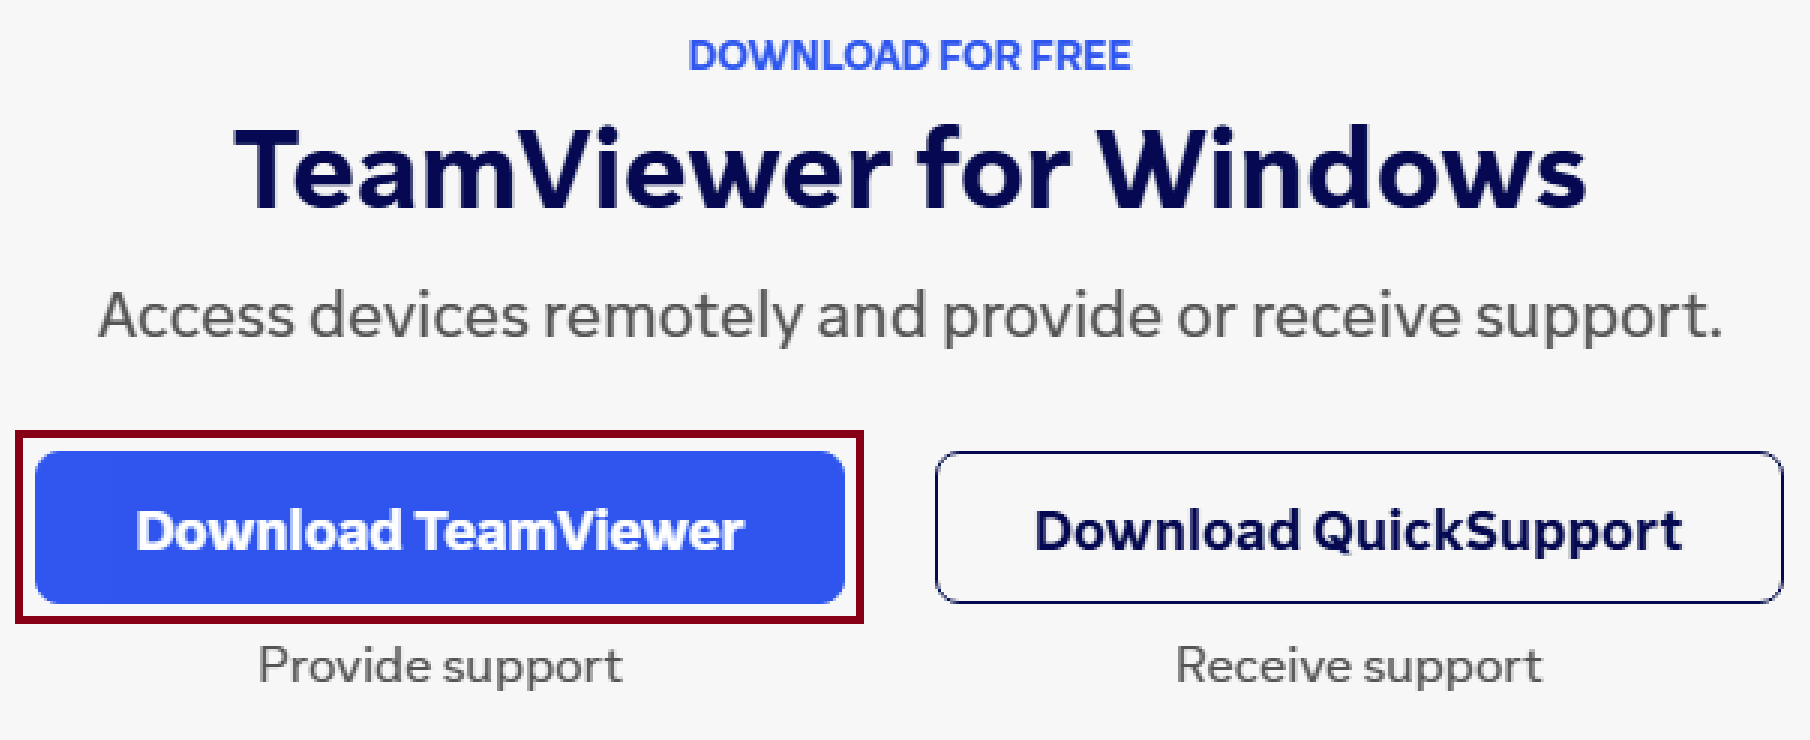 DOWNLOAD FOR FREE
TeamViewer for Windows
Access devices remotely and provide or receive support.
Download TeamViewer
Download QuickSupport
Provide support
Receive support